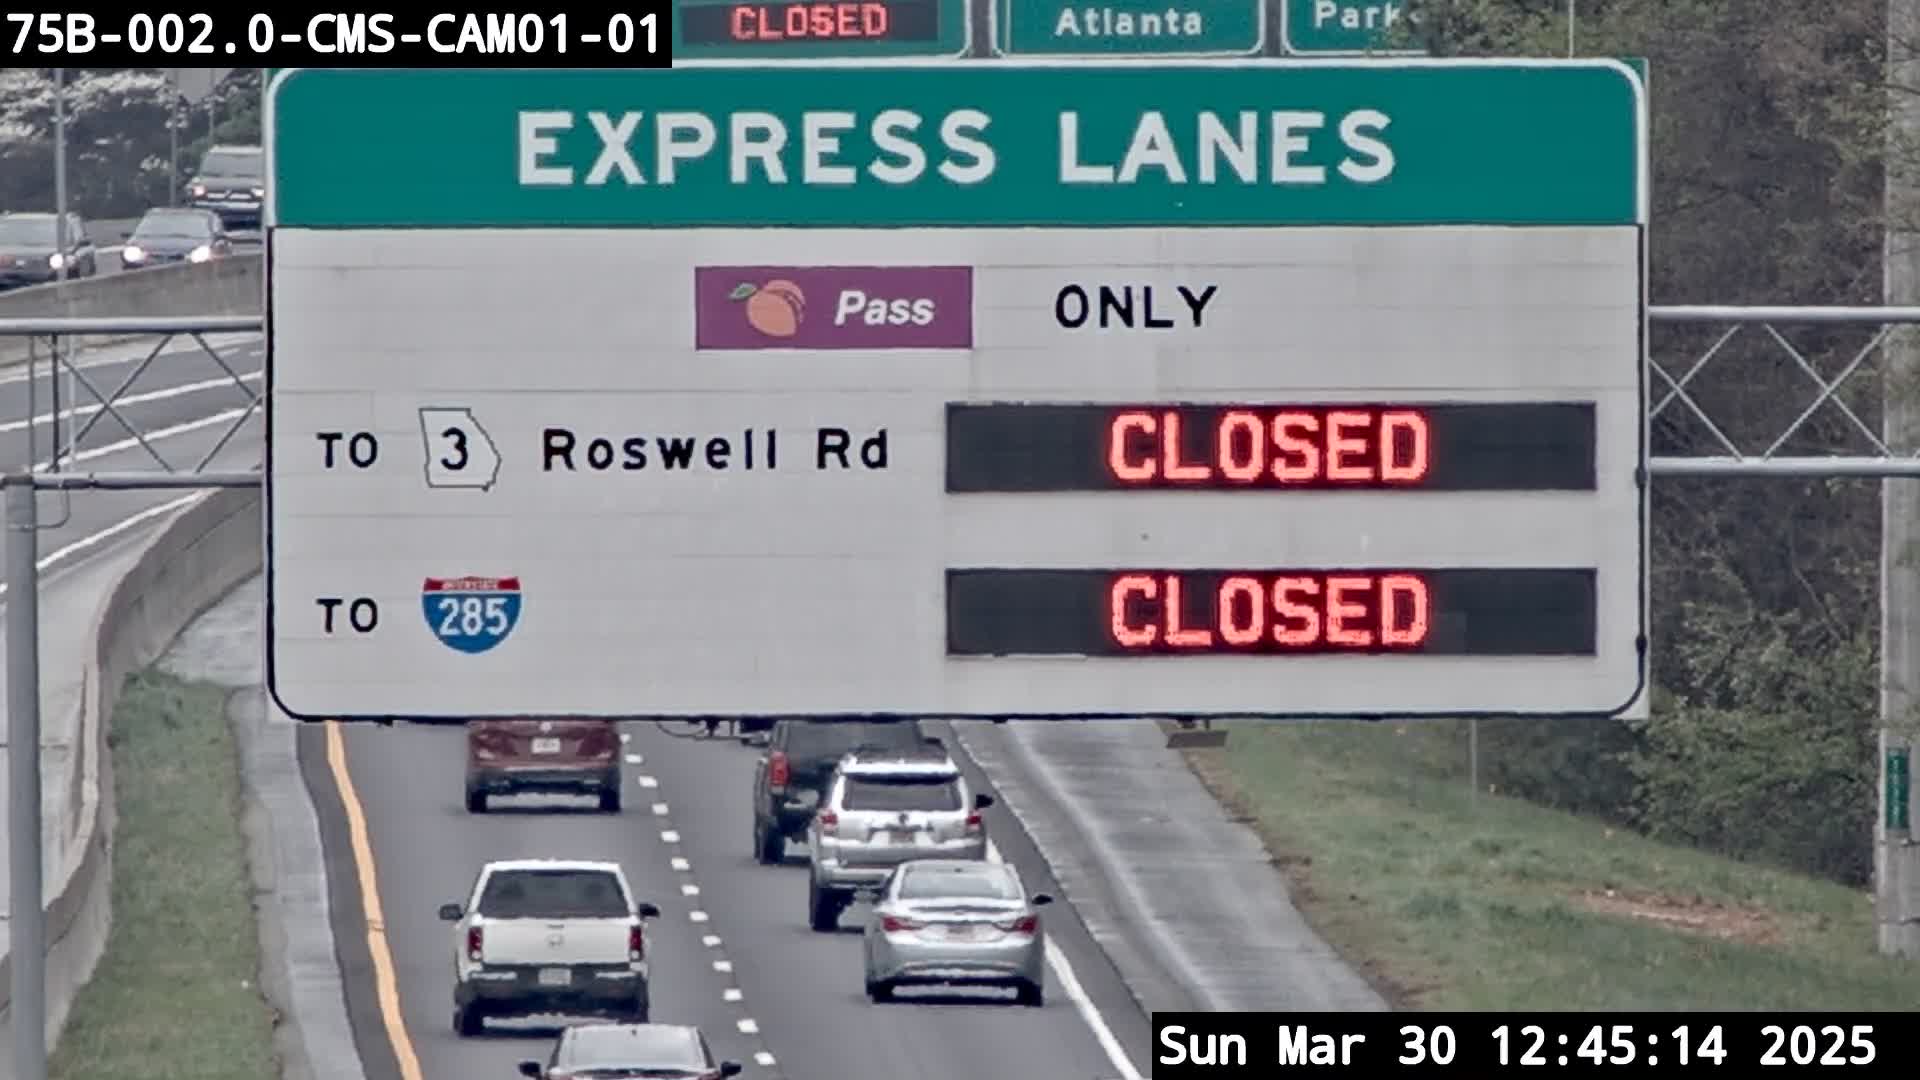 75B-002.0-CMS-CAM01-01
CLOSED
Atlanta
Park
EXPRESS LANES
Pass ONLY
TO 3 Roswell Rd CLOSED
TO 285 CLOSED
Sun Mar 30 12:45:14 2025